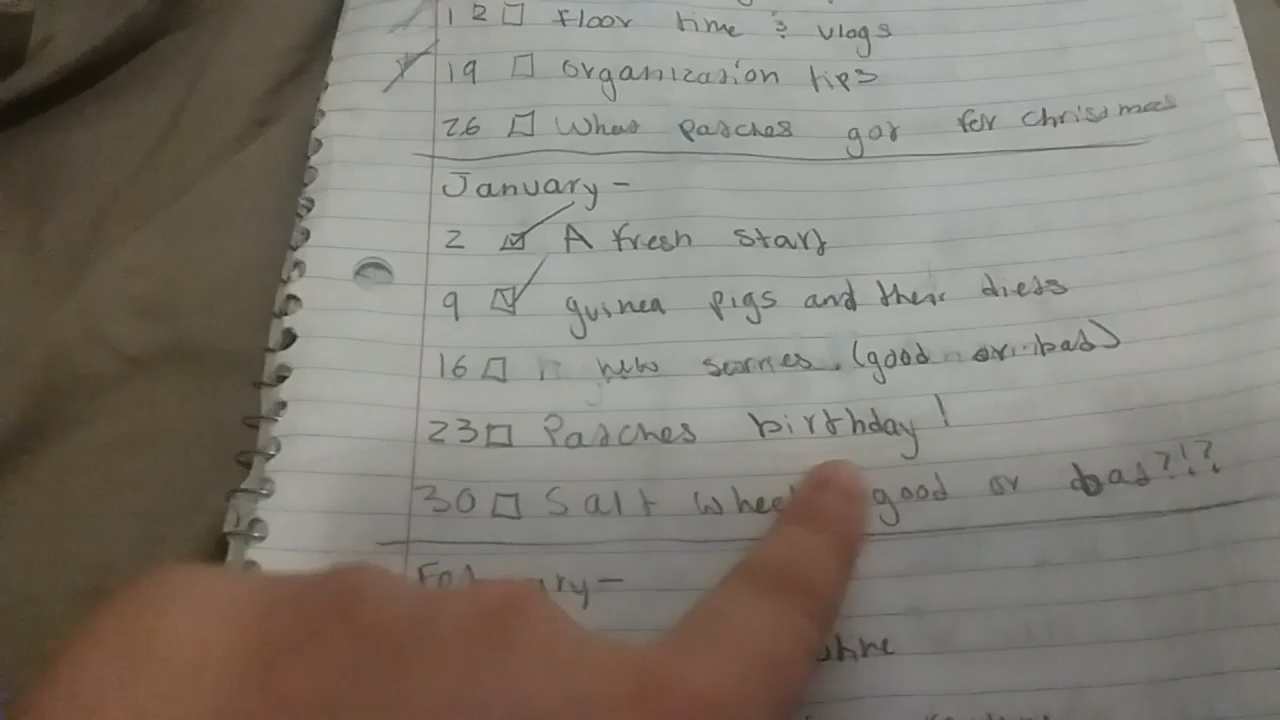 12 □ Floor time & vlogs
19 □ organization tips
26 □ What patches got for christmas
January -
2 ☑ A fresh start
9 ☑ guinea pigs and their diets
16 □ new (good or bad)
23 □ Patches birthday!
30 □ Salt wheel good or bad?!?